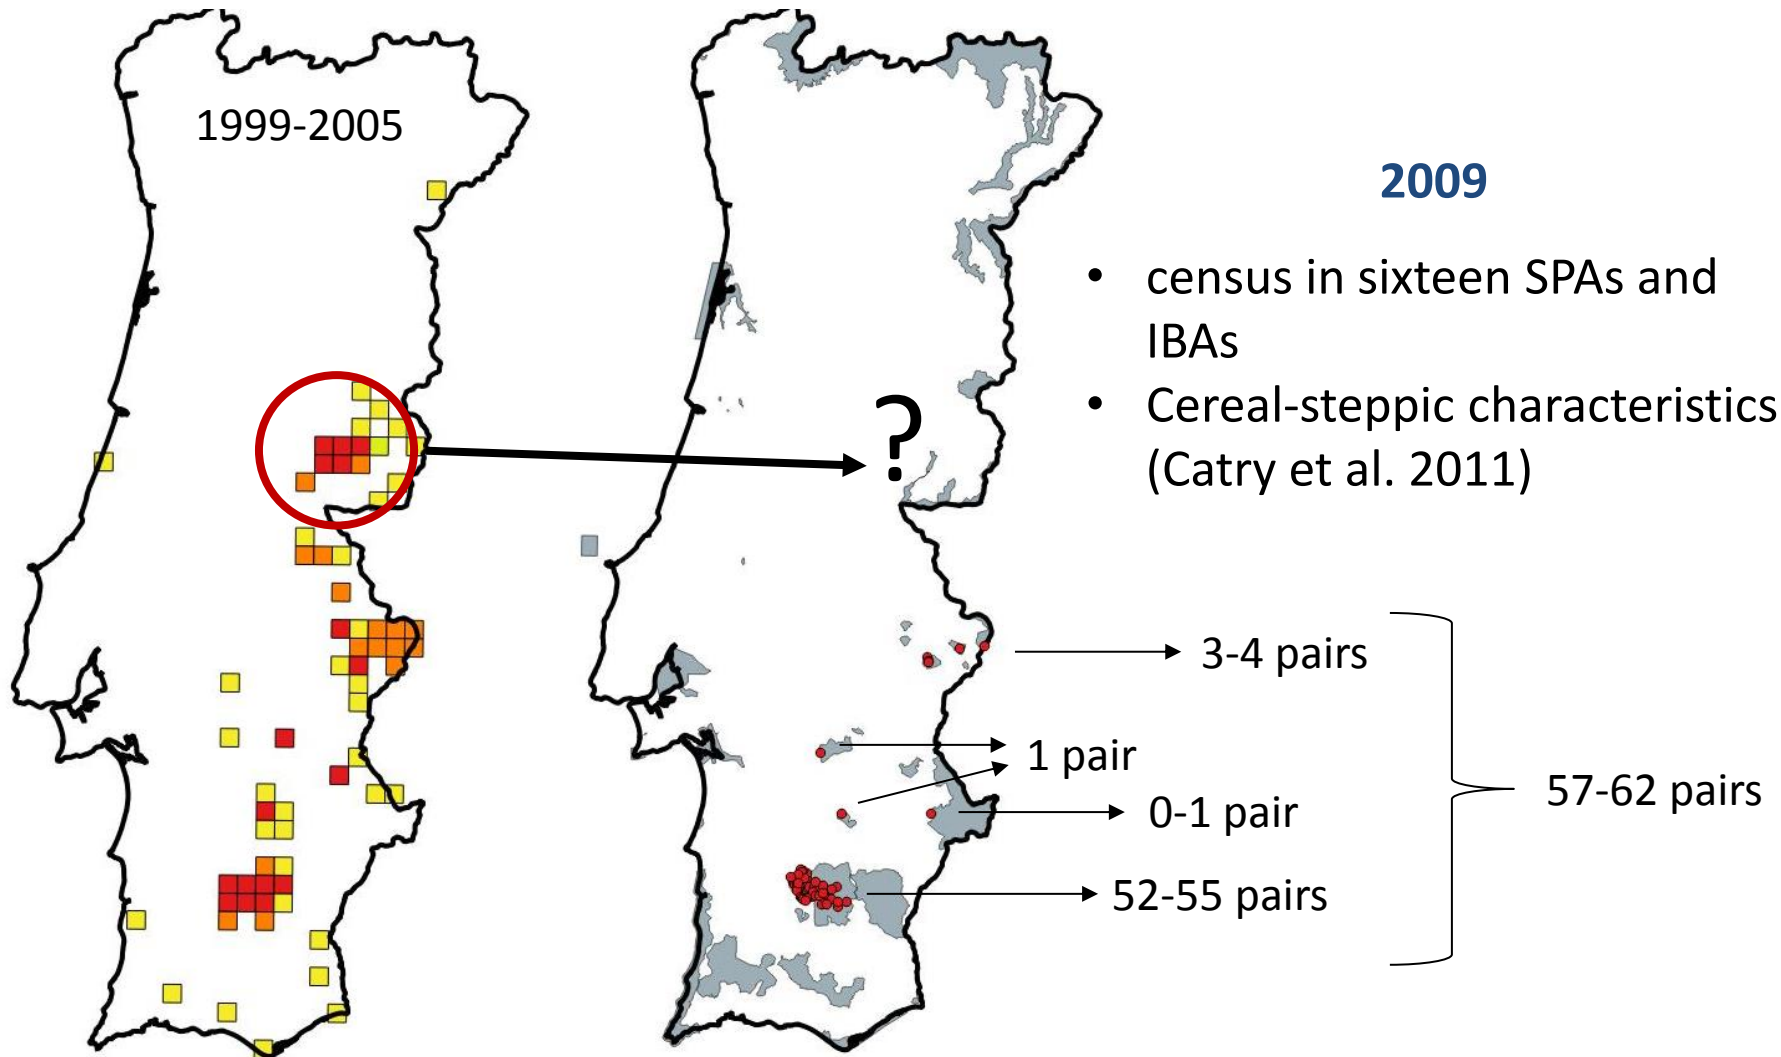 1999-2005
2009
• census in sixteen SPAs and
IBAs
• Cereal-steppic characteristics
(Catry et al. 2011)
?
3-4 pairs
1 pair
0-1 pair
52-55 pairs
57-62 pairs